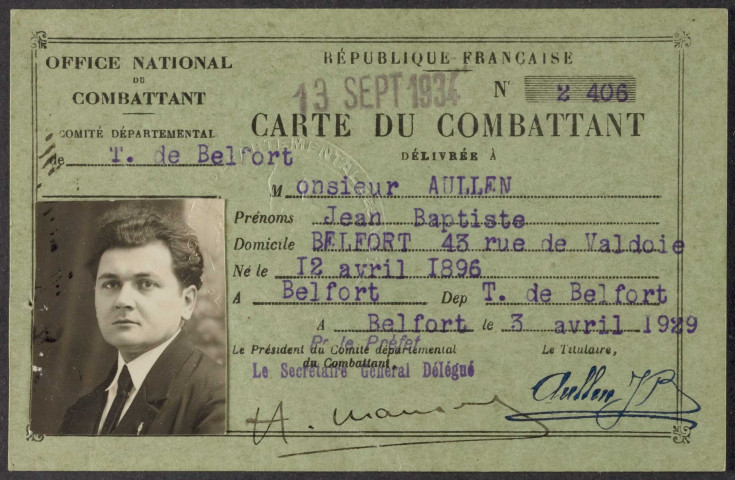 OFFICE NATIONAL
DU
COMBATTANT
COMITÉ DÉPARTEMENTAL
de T. de Belfort
RÉPUBLIQUE FRANÇAISE
13 SEPT 1934
N° 2 406
CARTE DU COMBATTANT
DÉLIVRÉE À
Monsieur AULLEN
Prénoms Jean Baptiste
Domicile BELFORT 43 rue de Valdoie
Né le 12 avril 1896
A Belfort Dep T. de Belfort
A Belfort le 3 avril 1929
Pr le Préfet
Le Président du Comité départemental
du Combattant,
Le Secrétaire Général Délégué
Le Titulaire,
Aullen JB